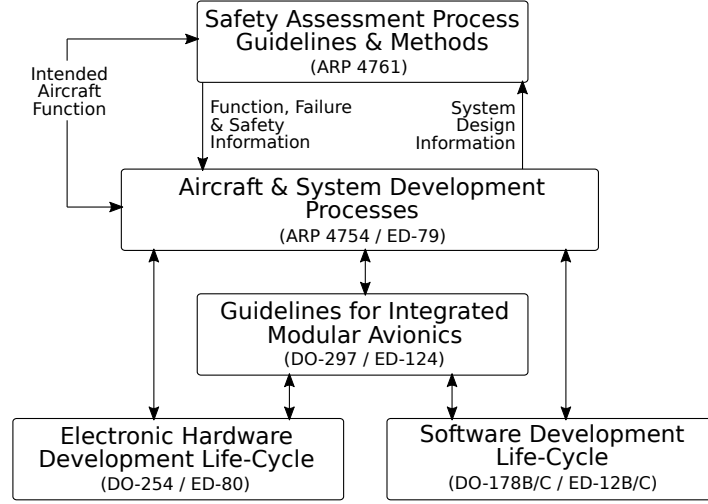 Safety Assessment Process
Guidelines & Methods
(ARP 4761)
Intended
Aircraft
Function
Function, Failure
& Safety
Information
System
Design
Information
Aircraft & System Development
Processes
(ARP 4754 / ED-79)
Guidelines for Integrated
Modular Avionics
(DO-297 / ED-124)
Electronic Hardware
Development Life-Cycle
(DO-254 / ED-80)
Software Development
Life-Cycle
(DO-178B/C / ED-12B/C)